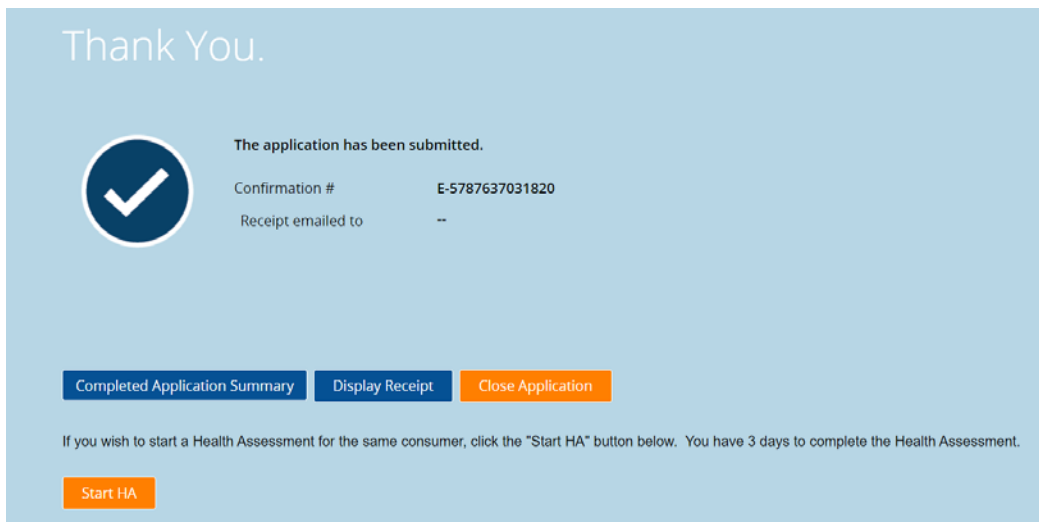 Thank You.
The application has been submitted.
Confirmation # E-5787637031820
Receipt emailed to --
Completed Application Summary Display Receipt Close Application
If you wish to start a Health Assessment for the same consumer, click the "Start HA" button below. You have 3 days to complete the Health Assessment.
Start HA